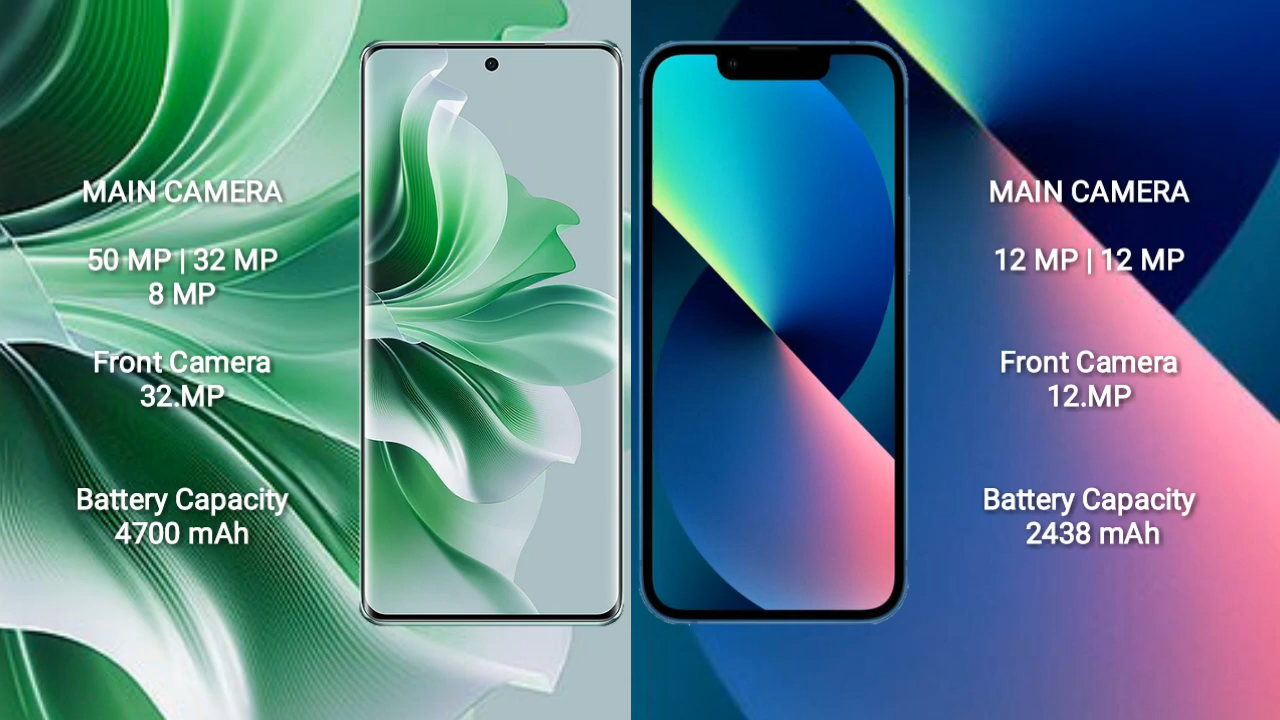 MAIN CAMERA
50 MP | 32 MP
8 MP
Front Camera
32.MP
Battery Capacity
4700 mAh
MAIN CAMERA
12 MP | 12 MP
Front Camera
12.MP
Battery Capacity
2438 mAh